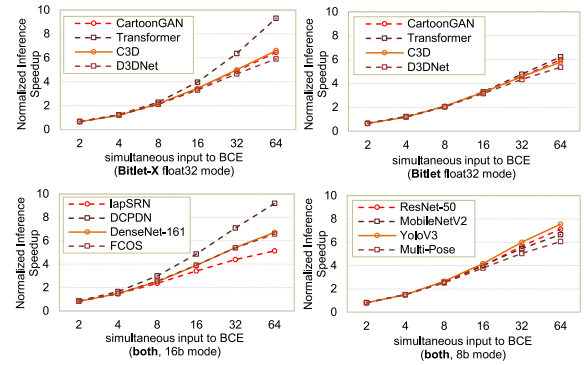 Normalized Inference
Speedup
10
8
6
4
2
0
CartoonGAN
Transformer
C3D
D3DNet
2 4 8 16 32 64
simultaneous input to BCE
(Bitlet-X float32 mode)
Normalized Inference
Speedup
10
8
6
4
2
0
CartoonGAN
Transformer
C3D
D3DNet
2 4 8 16 32 64
simultaneous input to BCE
(Bitlet float32 mode)
Normalized Inference
Speedup
10
8
6
4
2
0
lapSRN
DCPDN
DenseNet-161
FCOS
2 4 8 16 32 64
simultaneous input to BCE
(both, 16b mode)
Normalized Inference
Speedup
10
8
6
4
2
0
ResNet-50
MobileNetV2
YoloV3
Multi-Pose
2 4 8 16 32 64
simultaneous input to BCE
(both, 8b mode)